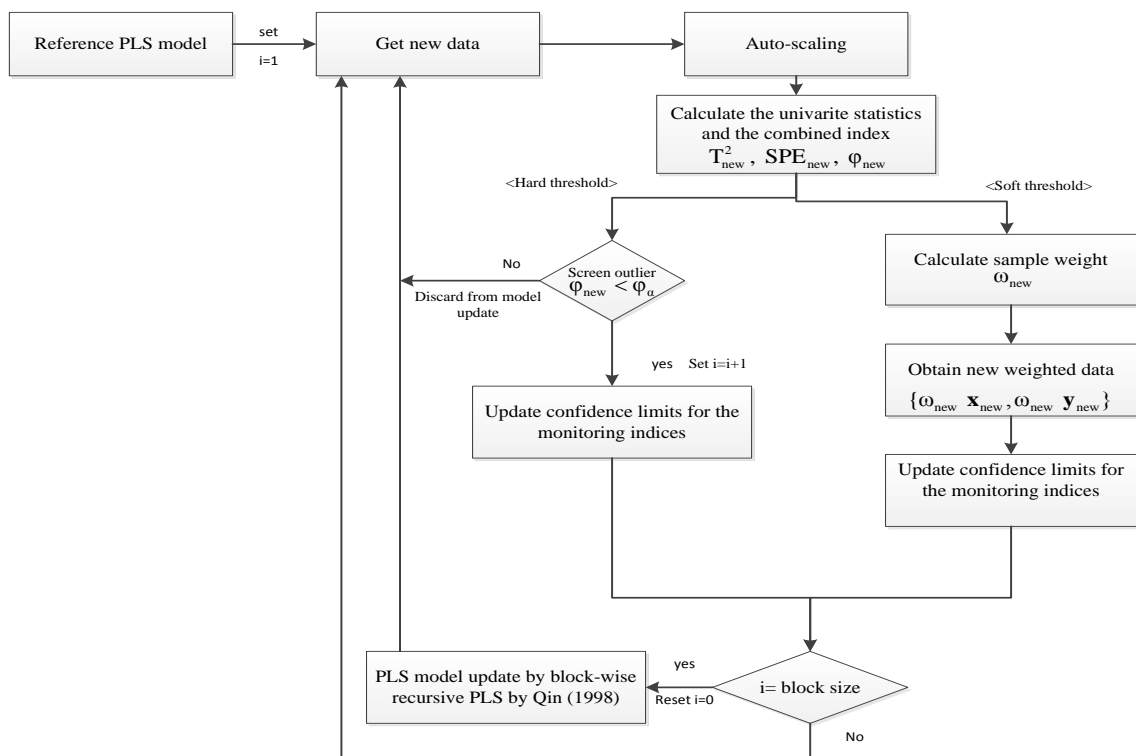 Reference PLS model
set
i=1
Get new data
Auto-scaling
Calculate the univarite statistics
and the combined index
T²new , SPEnew , φnew
<Hard threshold>
<Soft threshold>
No
Discard from model
update
Screen outlier
φnew < φα
yes Set i=i+1
Update confidence limits for the
monitoring indices
Calculate sample weight
ωnew
Obtain new weighted data
{ωnew xnew, ωnew ynew}
Update confidence limits for
the monitoring indices
PLS model update by block-wise
recursive PLS by Qin (1998)
yes
Reset i=0
i= block size
No